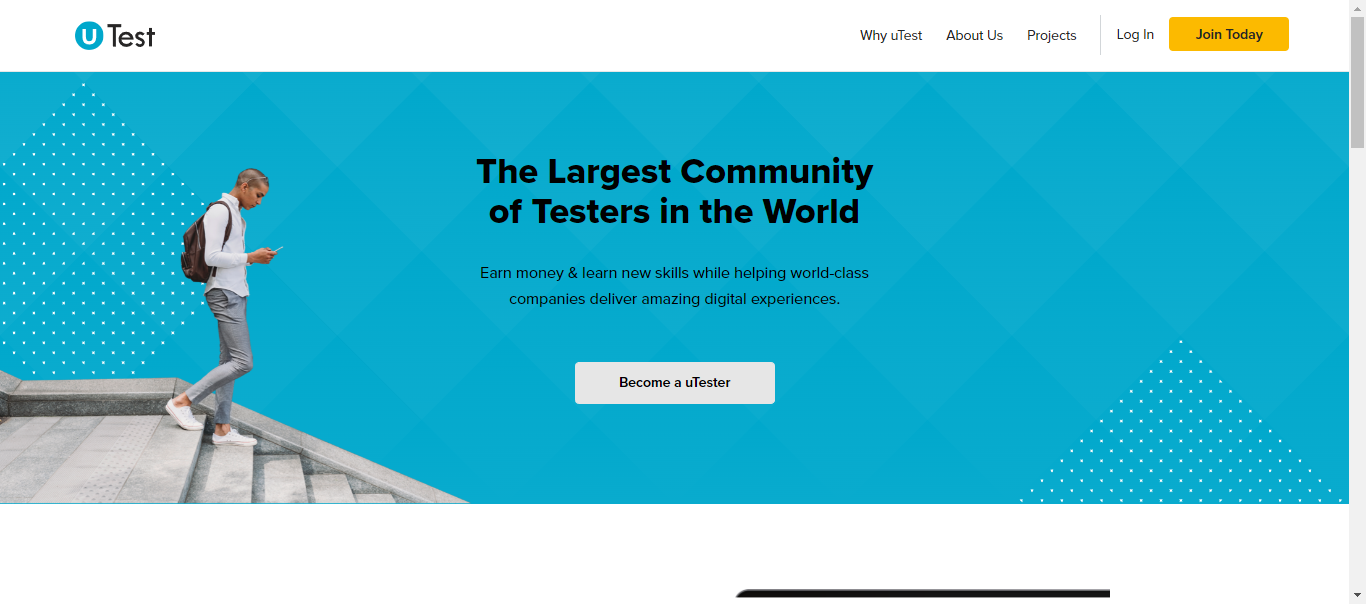 uTest
Why uTest
About Us
Projects
Log In
Join Today
The Largest Community
of Testers in the World
Earn money & learn new skills while helping world-class
companies deliver amazing digital experiences.
Become a uTester